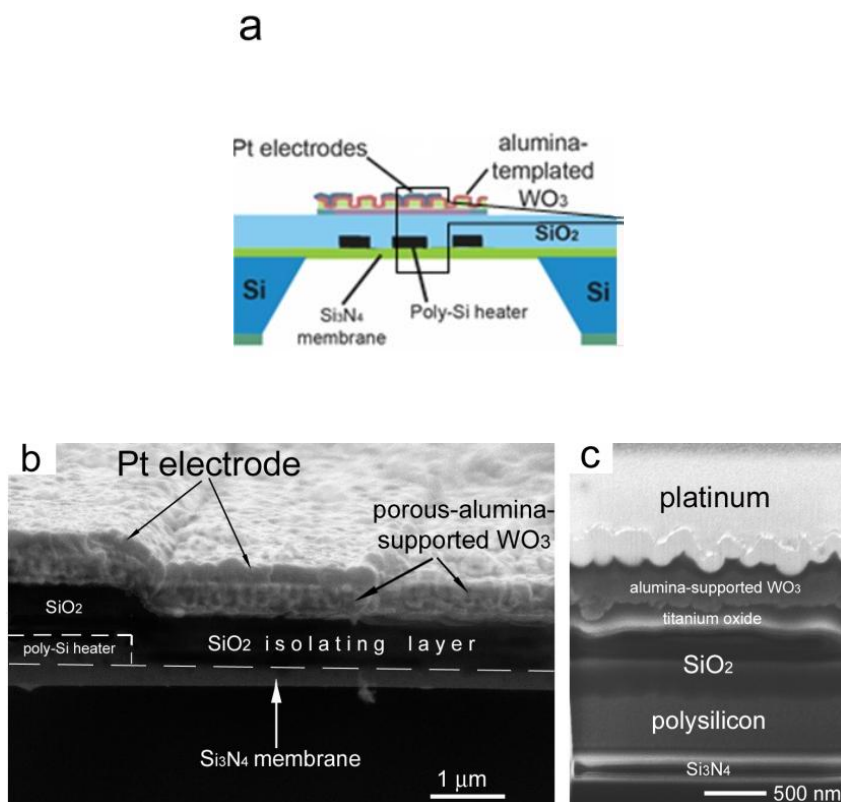 a
Pt electrodes
alumina-
templated
WO₃
SiO₂
Si
Si
Si₃N₄
membrane
Poly-Si heater
b
Pt electrode
porous-alumina-
supported WO₃
SiO₂
poly-Si heater
SiO₂ isolating layer
Si₃N₄ membrane
1 μm
c
platinum
alumina-supported WO₃
titanium oxide
SiO₂
polysilicon
Si₃N₄
500 nm